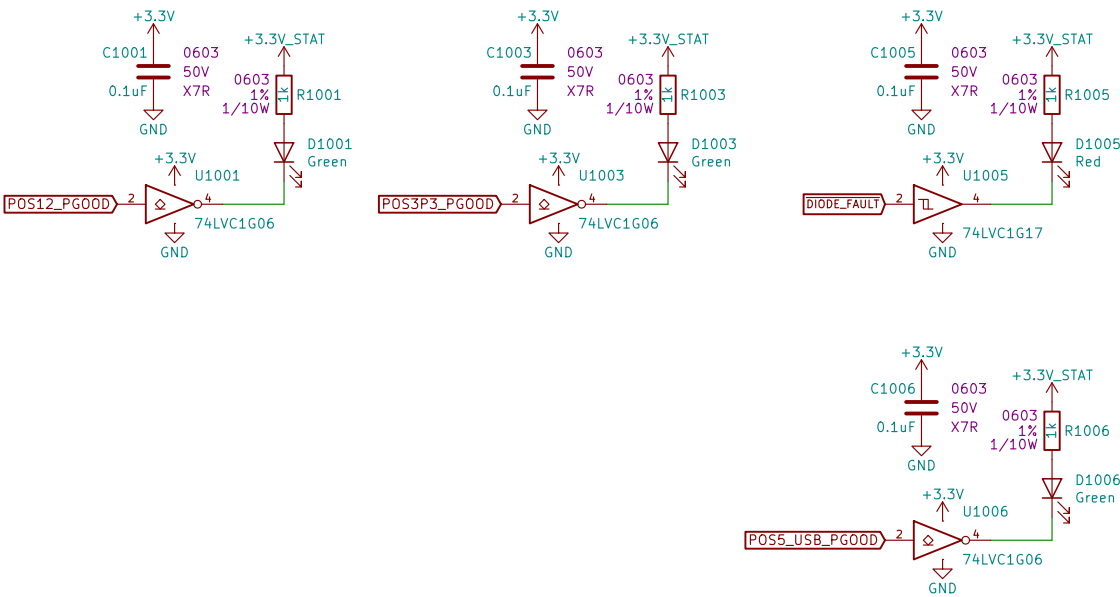 +3.3V
C1001
0603
50V
X7R
0.1uF
GND
+3.3V_STAT
0603
1%
1/10W
1k
R1001
D1001
Green
+3.3V
U1001
POS12_PGOOD
2
4
74LVC1G06
GND
+3.3V
C1003
0603
50V
X7R
0.1uF
GND
+3.3V_STAT
0603
1%
1/10W
1k
R1003
D1003
Green
+3.3V
U1003
POS3P3_PGOOD
2
4
74LVC1G06
GND
+3.3V
C1005
0603
50V
X7R
0.1uF
GND
+3.3V_STAT
0603
1%
1/10W
1k
R1005
D1005
Red
+3.3V
U1005
DIODE_FAULT
2
4
74LVC1G17
GND
+3.3V
C1006
0603
50V
X7R
0.1uF
GND
+3.3V_STAT
0603
1%
1/10W
1k
R1006
D1006
Green
+3.3V
U1006
POS5_USB_PGOOD
2
4
74LVC1G06
GND